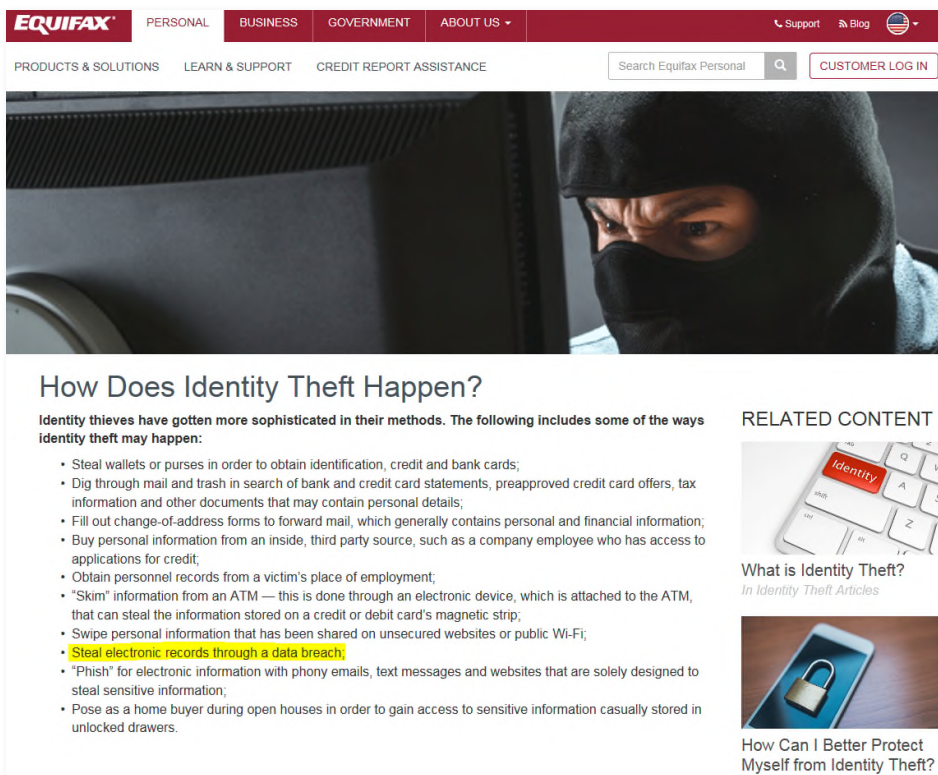 EQUIFAX
PERSONAL
BUSINESS
GOVERNMENT
ABOUT US
Support
Blog
PRODUCTS & SOLUTIONS
LEARN & SUPPORT
CREDIT REPORT ASSISTANCE
Search Equifax Personal
CUSTOMER LOG IN
How Does Identity Theft Happen?
Identity thieves have gotten more sophisticated in their methods. The following includes some of the ways
identity theft may happen:
• Steal wallets or purses in order to obtain identification, credit and bank cards;
• Dig through mail and trash in search of bank and credit card statements, preapproved credit card offers, tax
information and other documents that may contain personal details;
• Fill out change-of-address forms to forward mail, which generally contains personal and financial information;
• Buy personal information from an inside, third party source, such as a company employee who has access to
applications for credit;
• Obtain personnel records from a victim's place of employment;
• “Skim” information from an ATM — this is done through an electronic device, which is attached to the ATM,
that can steal the information stored on a credit or debit card's magnetic strip;
• Swipe personal information that has been shared on unsecured websites or public Wi-Fi;
• Steal electronic records through a data breach;
• “Phish” for electronic information with phony emails, text messages and websites that are solely designed to
steal sensitive information;
• Pose as a home buyer during open houses in order to gain access to sensitive information casually stored in
unlocked drawers.
RELATED CONTENT
Identity
Q
A
Z
shift
ctrl
alt
What is Identity Theft?
In Identity Theft Articles
How Can I Better Protect
Myself from Identity Theft?